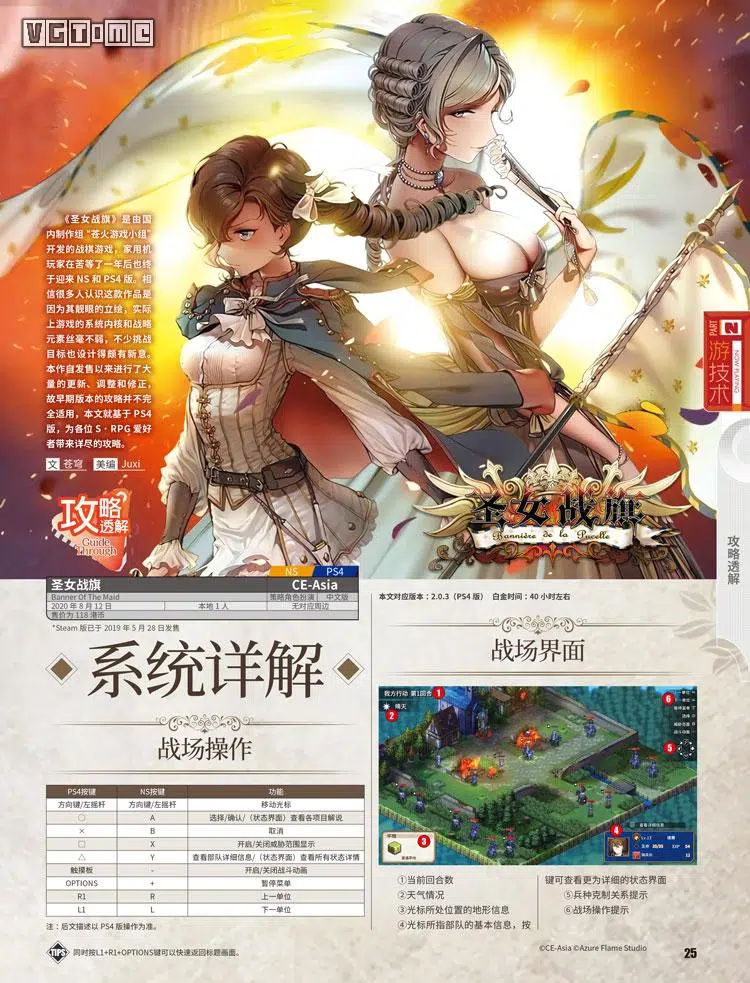 VGTIME
《圣女战旗》是由国
内制作组“苍火游戏小组”
开发的战棋游戏，家用机
玩家在苦等了一年后也终
于迎来 NS 和 PS4 版。相
信很多人认识这款作品是
因为其靓眼的立绘，实际
上游戏的系统内核和战略
元素丝毫不弱，不少挑战
目标也设计得颇有新意。
本作自发售以来进行了大
量的更新、调整和修正，
故早期版本的攻略并不完
全适用，本文就基于 PS4
版，为各位 S·RPG 爱好
者带来详尽的攻略。
文 苍穹 美编 Juxi
攻略
透解
Guide
Through
圣女战旗
Bannière de la Pucelle
PART N
NOW PLAYING
游技术
攻略透解
NS PS4
圣女战旗 CE-Asia
Banner Of The Maid 策略角色扮演 中文版
2020 年 8 月 12 日 本地 1 人 无对应周边
售价为 118 港币
*Steam 版已于 2019 年 5 月 28 日发售
系统详解
战场操作
PS4按键 NS按键 功能
方向键/左摇杆 方向键/左摇杆 移动光标
○ A 选择/确认/（状态界面）查看各项目解说
× B 取消
□ X 开启/关闭威胁范围显示
△ Y 查看部队详细信息/（状态界面）查看所有状态详情
触摸板 - 开启/关闭战斗动画
OPTIONS + 暂停菜单
R1 R 上一单位
L1 L 下一单位
注：后文描述以 PS4 版操作为准。
TIPS 同时按L1+R1+OPTIONS键可以快速返回标题画面。
本文对应版本：2.0.3（PS4 版） 白金时间：40 小时左右
战场界面
我方行动 第1回合 1
晴天
2
3
4
5
6
①当前回合数
②天气情况
③光标所处位置的地形信息
④光标所指部队的基本信息，按
键可查看更为详细的状态界面
⑤兵种克制关系提示
⑥战场操作提示
©CE-Asia ©Azure Flame Studio
25